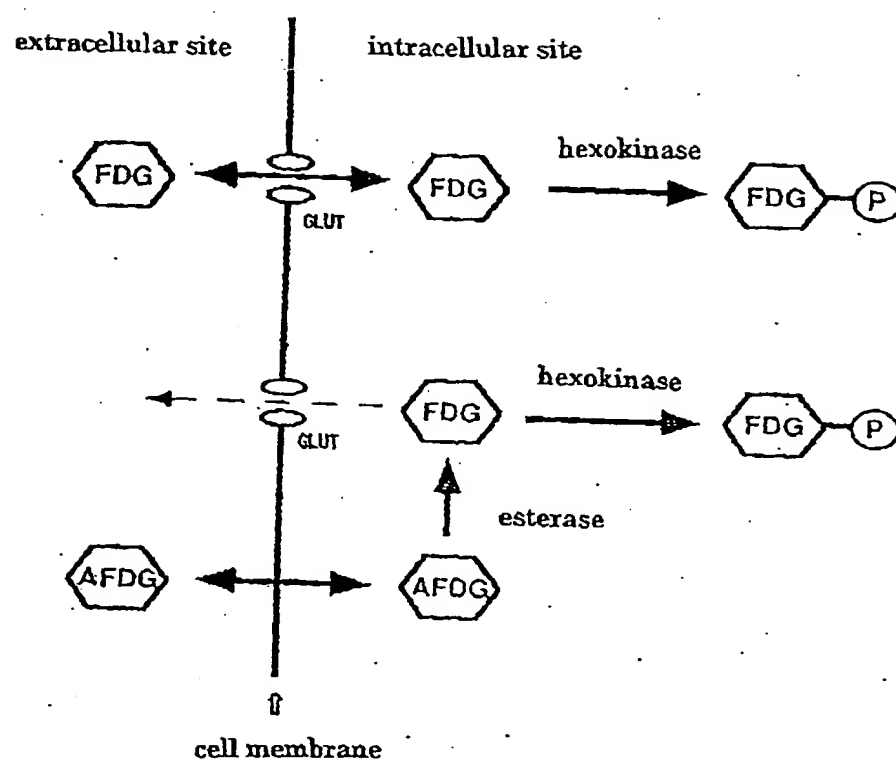 extracellular site
intracellular site
hexokinase
FDG
FDG
FDG
P
GLUT
hexokinase
FDG
FDG
P
GLUT
esterase
AFDG
AFDG
cell membrane